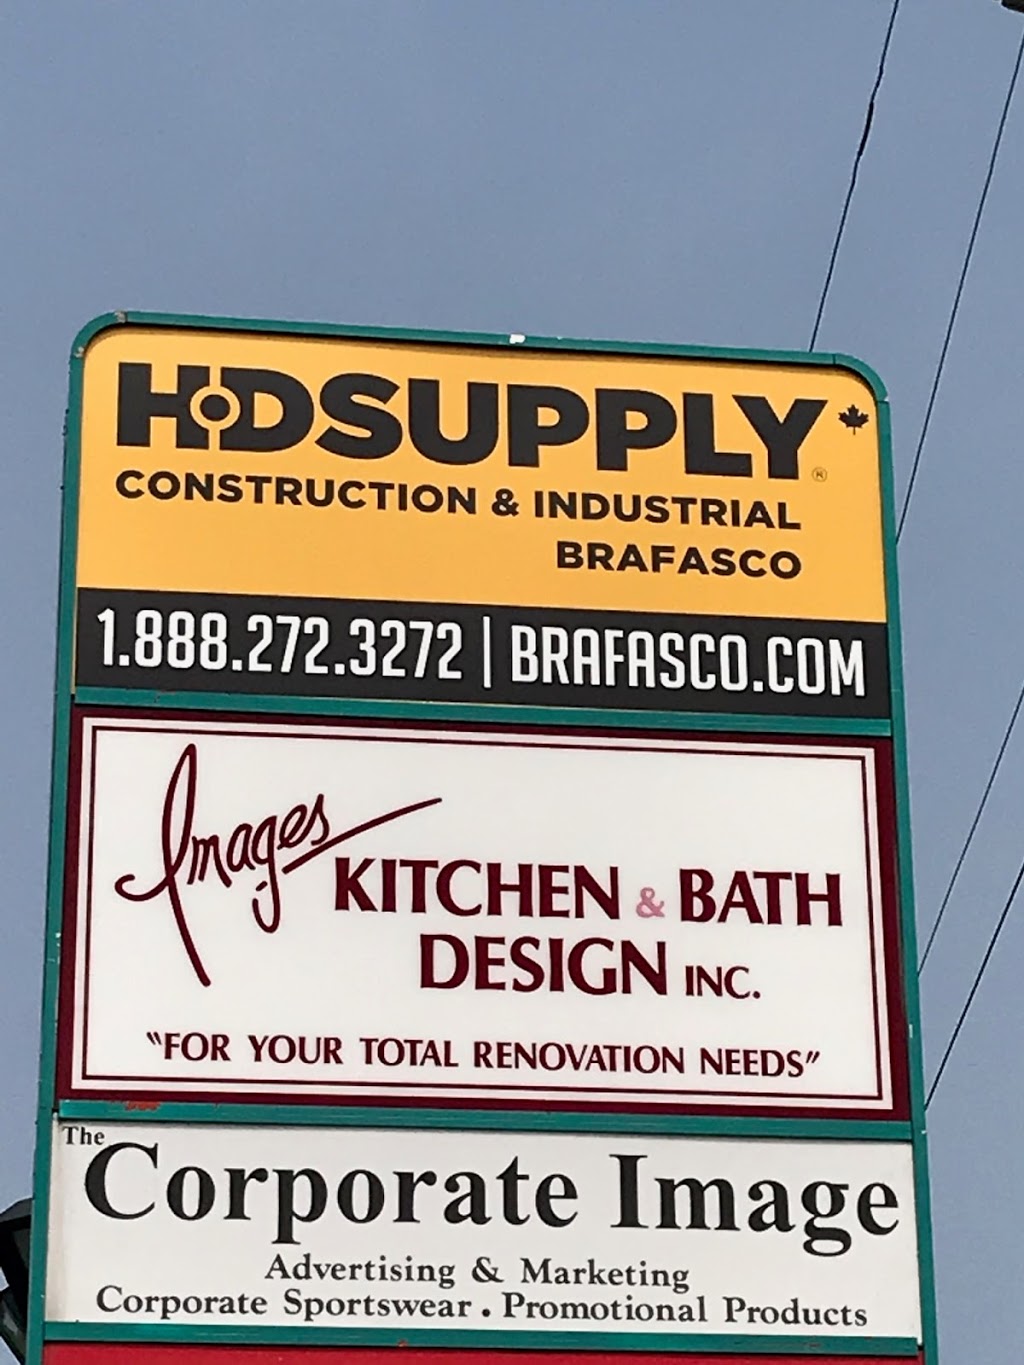 HDSUPPLY®
CONSTRUCTION & INDUSTRIAL
BRAFASCO
1.888.272.3272 | BRAFASCO.COM
Images
KITCHEN & BATH
DESIGN INC.
"FOR YOUR TOTAL RENOVATION NEEDS"
The
Corporate Image
Advertising & Marketing
Corporate Sportswear . Promotional Products